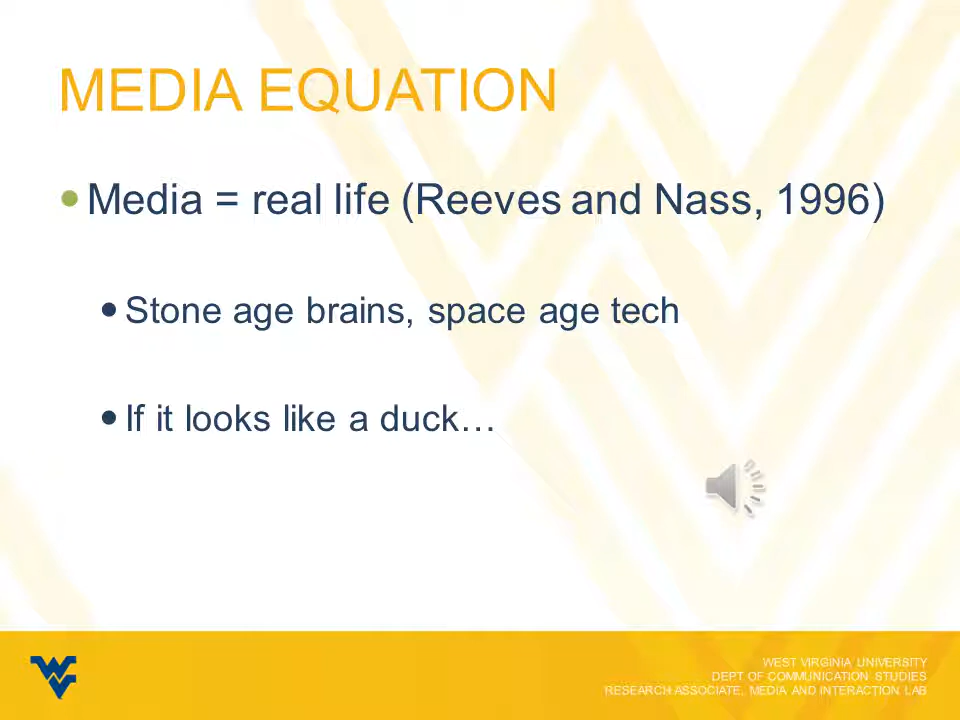 MEDIA EQUATION
Media = real life (Reeves and Nass, 1996)
Stone age brains, space age tech
If it looks like a duck…
WEST VIRGINIA UNIVERSITY
DEPT OF COMMUNICATION STUDIES
RESEARCH ASSOCIATE, MEDIA AND INTERACTION LAB